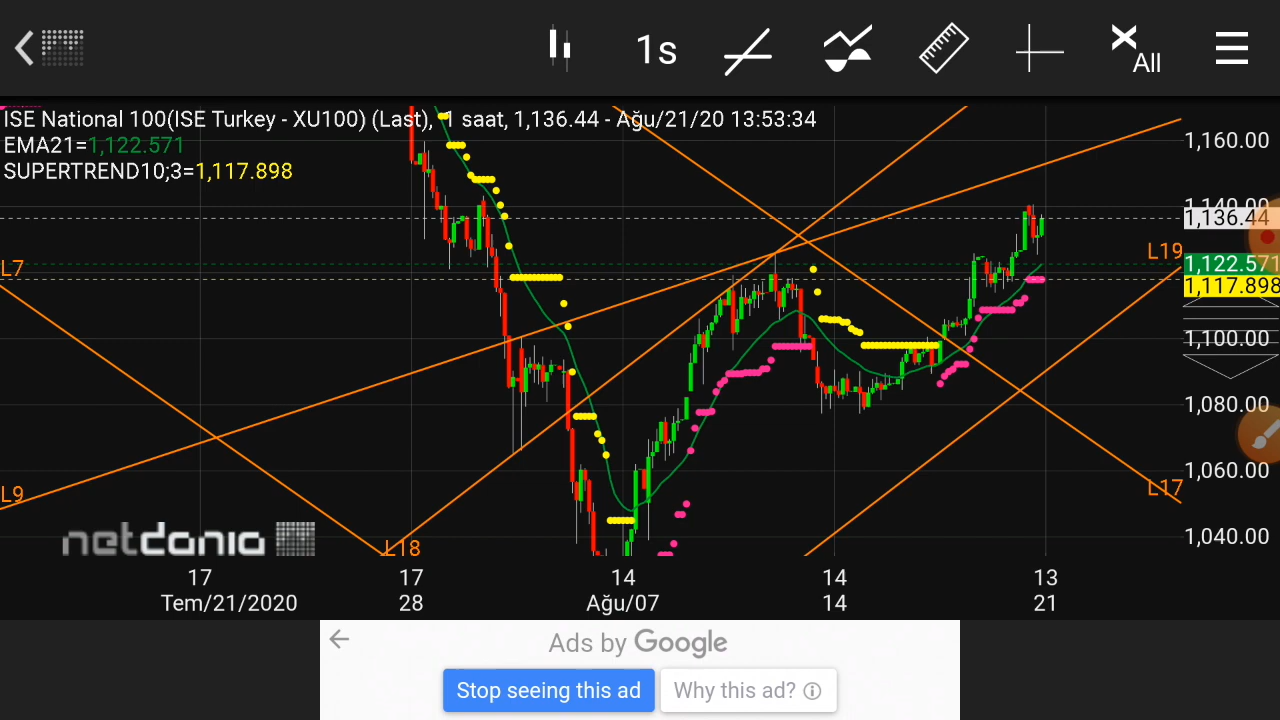 1s
All
ISE National 100(ISE Turkey - XU100) (Last), 1 saat, 1,136.44 - Ağu/21/20 13:53:34
EMA21=1,122.571
SUPERTREND10;3=1,117.898
1,160.00
1,140.00
1,136.44
L19
L7
1,122.571
1,117.898
1,100.00
1,080.00
1,060.00
L17
L9
1,040.00
netdania
L18
17 17 14 14 13
Tem/21/2020 28 Ağu/07 14 21
Ads by Google
Stop seeing this ad
Why this ad?